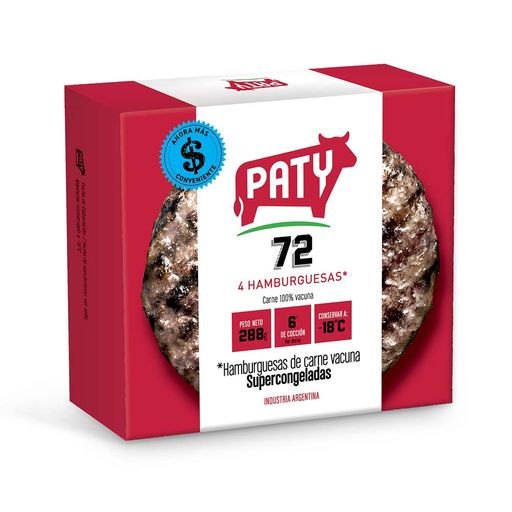 AHORA MÁS
$
CONVENIENTE
PATY
PATY
72
4 HAMBURGUESAS*
Carne 100% vacuna
PESO NETO
288g
6'
DE COCCIÓN
CONSERVAR A:
-18°C
*Hamburguesas de carne vacuna
Supercongeladas
INDUSTRIA ARGENTINA